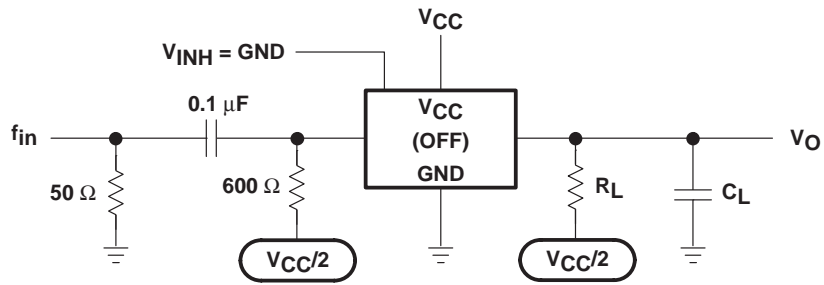 VCC
VINH = GND
0.1 μF
fin
VCC
(OFF)
GND
VO
50 Ω
600 Ω
RL
CL
VCC/2
VCC/2